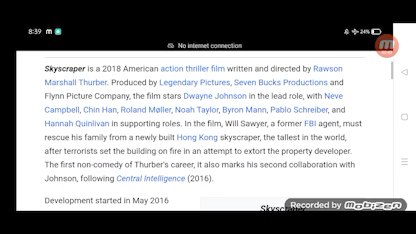 8:39 m
24%
No internet connection
Skyscraper is a 2018 American action thriller film written and directed by Rawson
Marshall Thurber. Produced by Legendary Pictures, Seven Bucks Productions and
Flynn Picture Company, the film stars Dwayne Johnson in the lead role, with Neve
Campbell, Chin Han, Roland Møller, Noah Taylor, Byron Mann, Pablo Schreiber, and
Hannah Quinlivan in supporting roles. In the film, Will Sawyer, a former FBI agent, must
rescue his family from a newly built Hong Kong skyscraper, the tallest in the world,
after terrorists set the building on fire in an attempt to extort the property developer.
The first non-comedy of Thurber's career, it also marks his second collaboration with
Johnson, following Central Intelligence (2016).
Development started in May 2016
Skyscraper
Recorded by mobizen